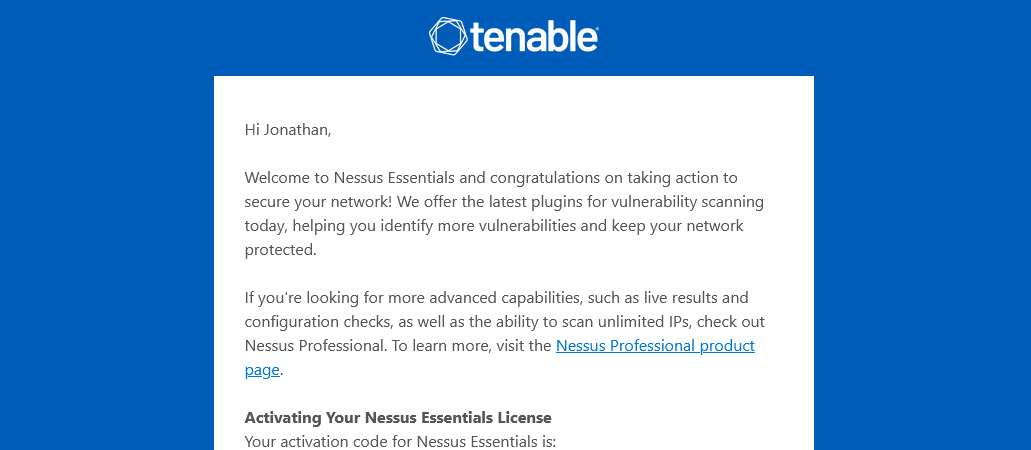 tenable
Hi Jonathan,
Welcome to Nessus Essentials and congratulations on taking action to
secure your network! We offer the latest plugins for vulnerability scanning
today, helping you identify more vulnerabilities and keep your network
protected.
If you're looking for more advanced capabilities, such as live results and
configuration checks, as well as the ability to scan unlimited IPs, check out
Nessus Professional. To learn more, visit the Nessus Professional product
page.
Activating Your Nessus Essentials License
Your activation code for Nessus Essentials is: